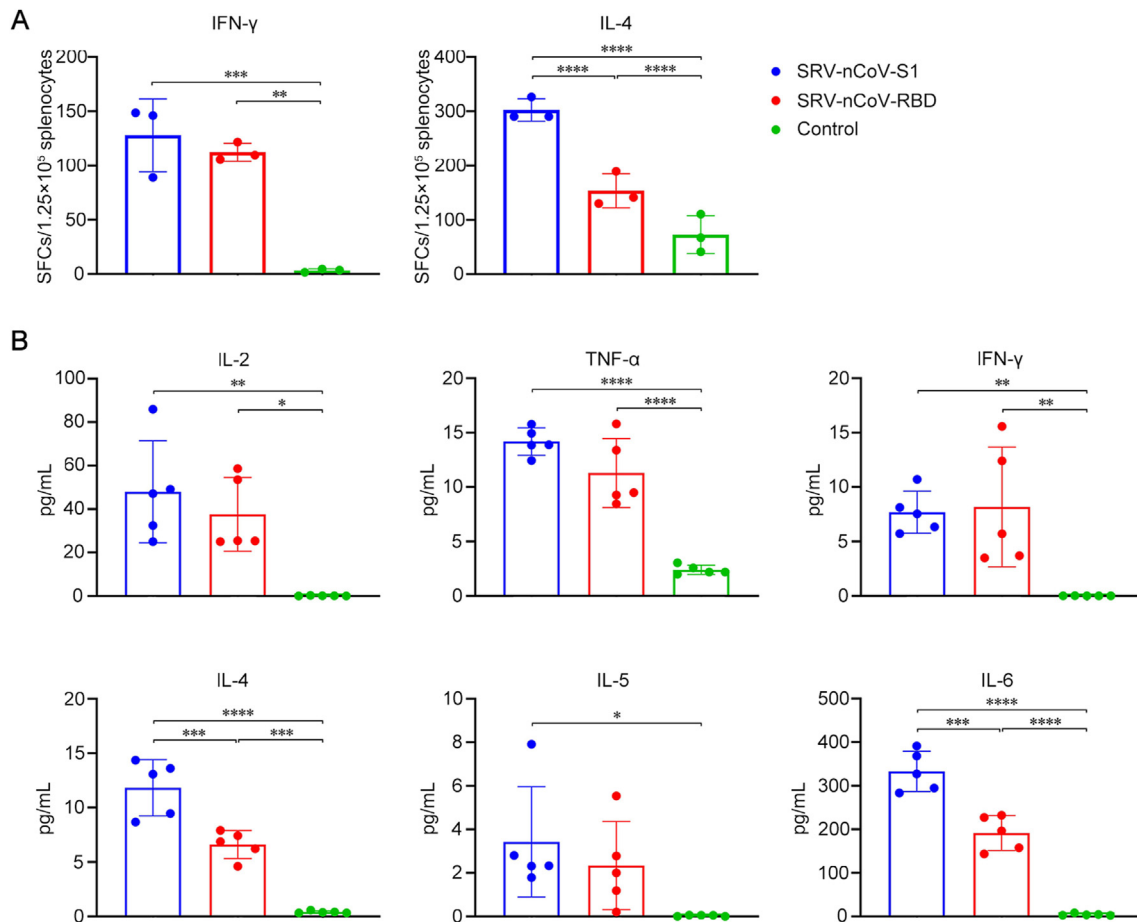 A
IFN-γ
SFCs/1.25×10⁵ splenocytes
200
150
100
50
0
***
**
IL-4
SFCs/1.25×10⁵ splenocytes
400
300
200
100
0
****
**** ****
SRV-nCoV-S1
SRV-nCoV-RBD
Control
B
IL-2
pg/mL
100
80
60
40
20
0
**
*
TNF-α
pg/mL
20
15
10
5
0
****
****
IFN-γ
pg/mL
20
15
10
5
0
**
**
IL-4
pg/mL
20
15
10
5
0
****
*** ***
IL-5
pg/mL
10
8
6
4
2
0
*
IL-6
pg/mL
500
400
300
200
100
0
****
*** ****